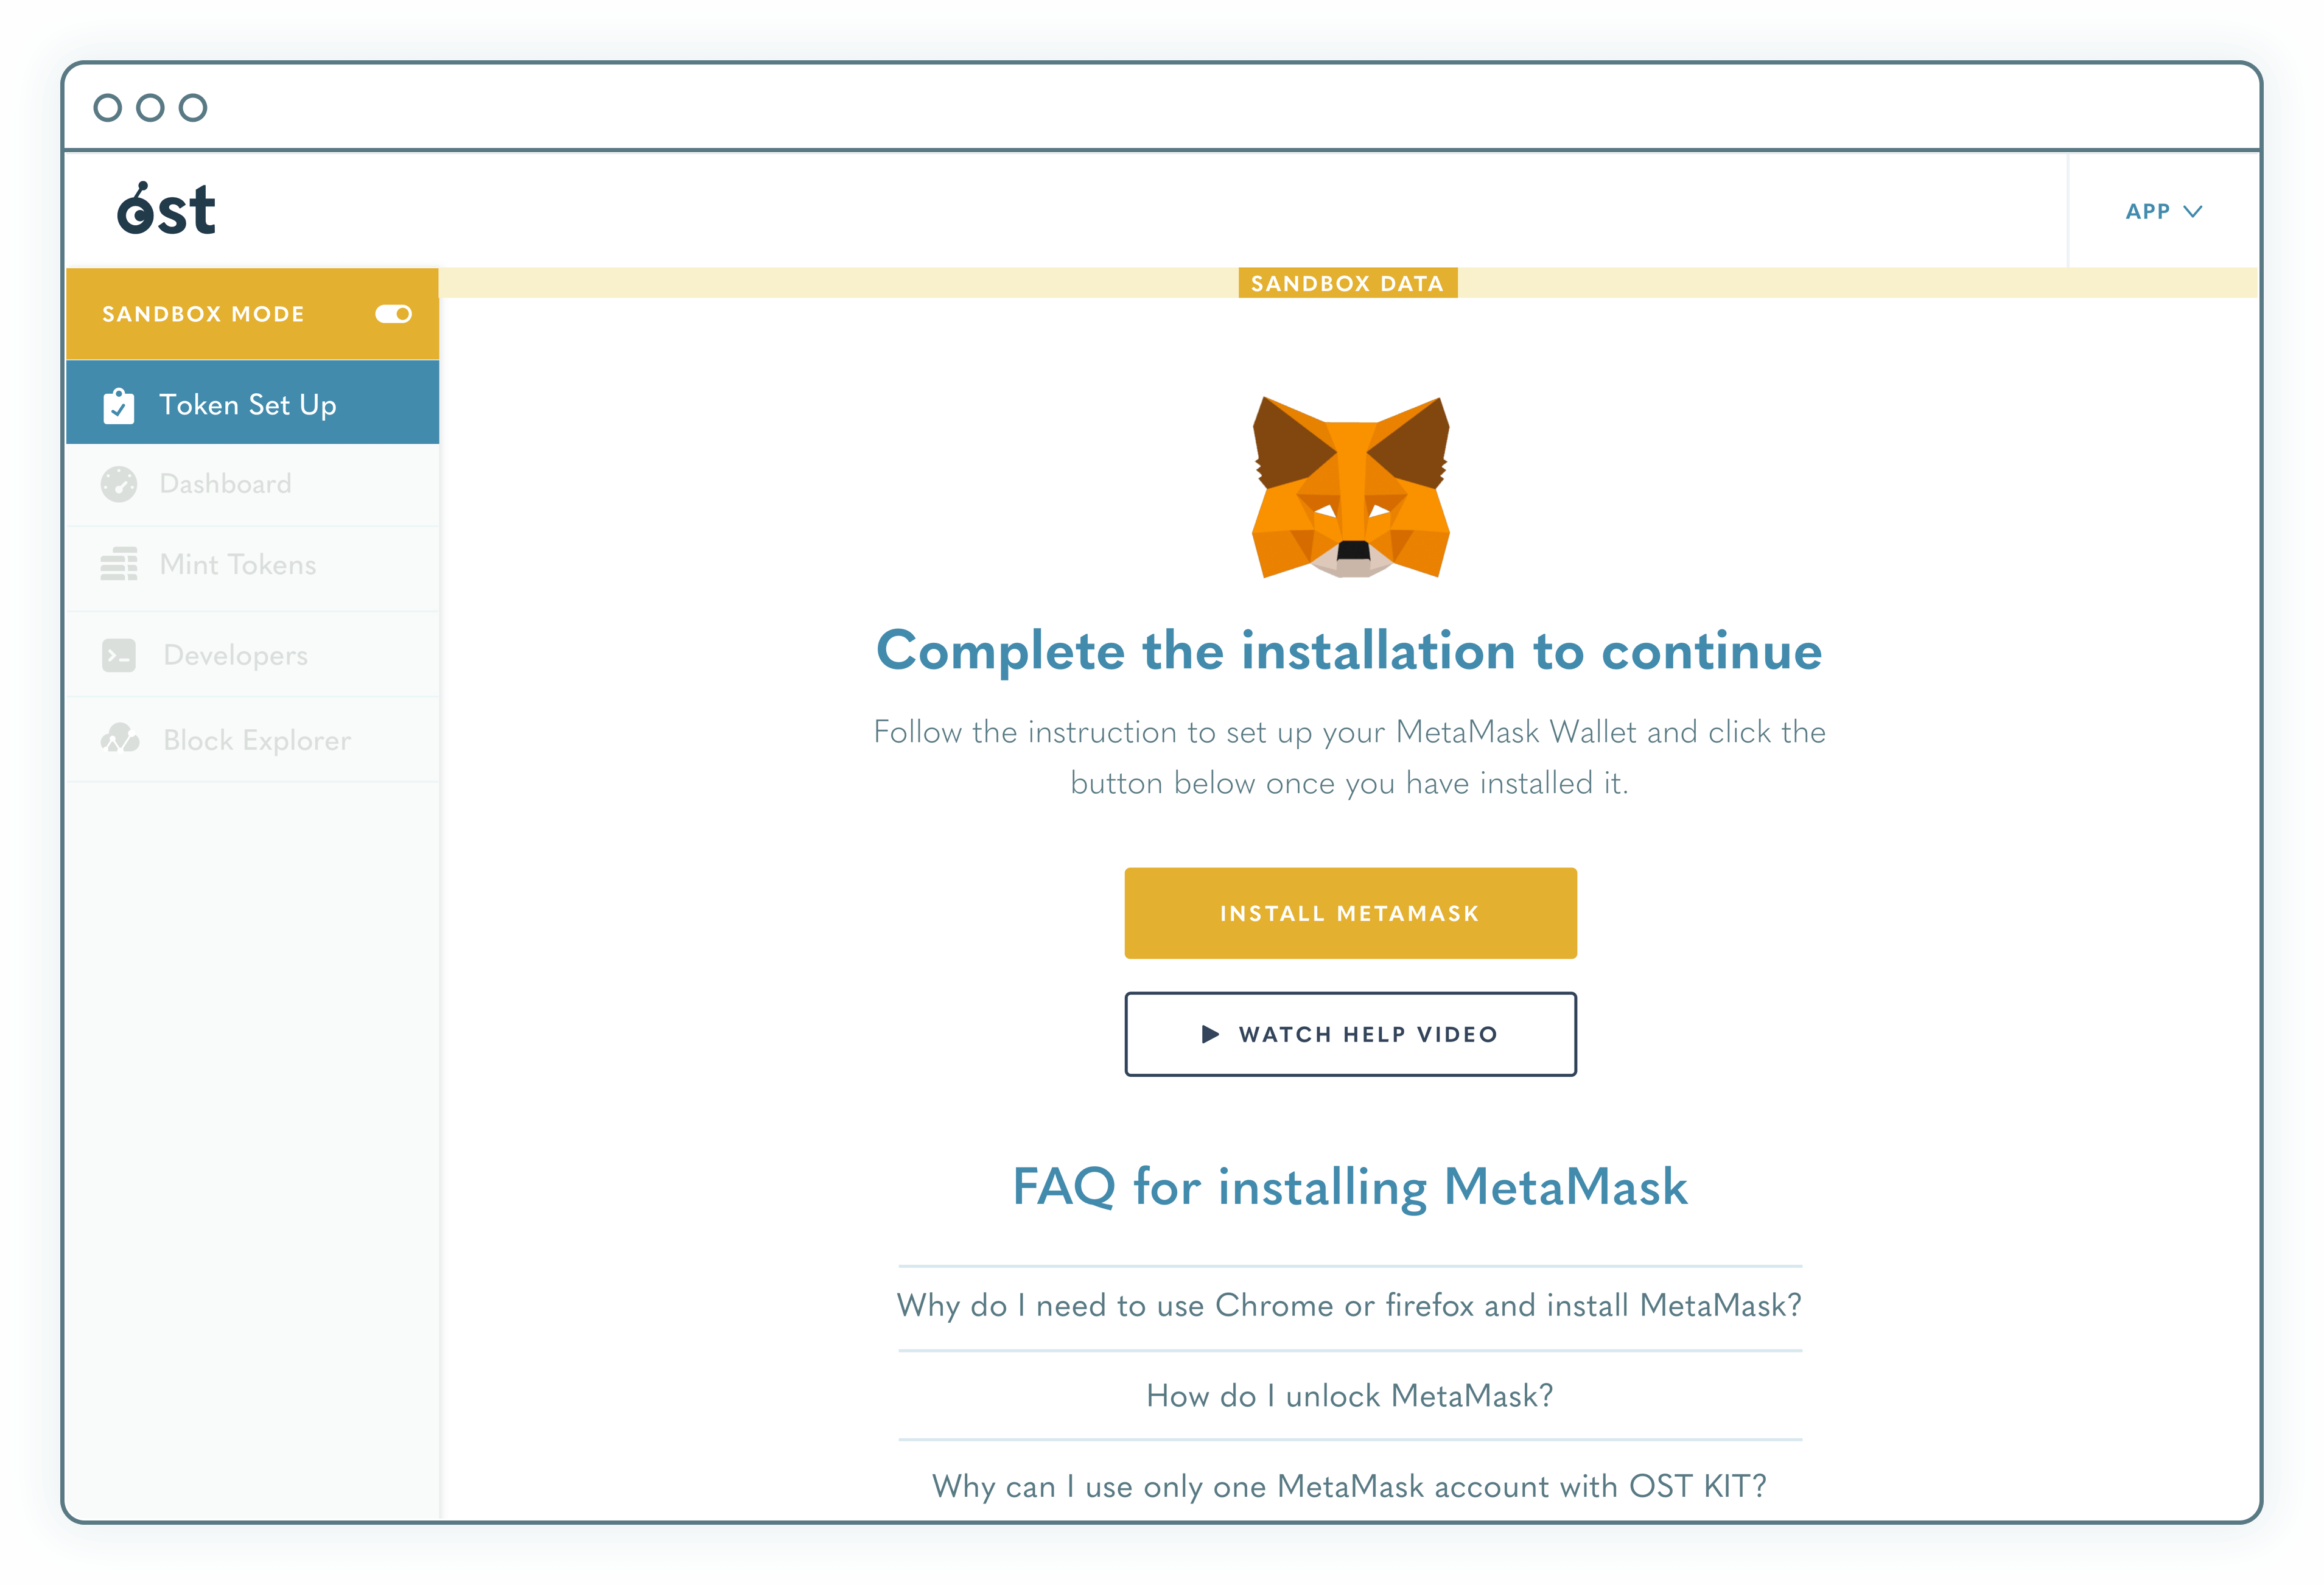 ost
APP
SANDBOX DATA
SANDBOX MODE
Token Set Up
Dashboard
Mint Tokens
Developers
Block Explorer
Complete the installation to continue
Follow the instruction to set up your MetaMask Wallet and click the
button below once you have installed it.
INSTALL METAMASK
WATCH HELP VIDEO
FAQ for installing MetaMask
Why do I need to use Chrome or firefox and install MetaMask?
How do I unlock MetaMask?
Why can I use only one MetaMask account with OST KIT?